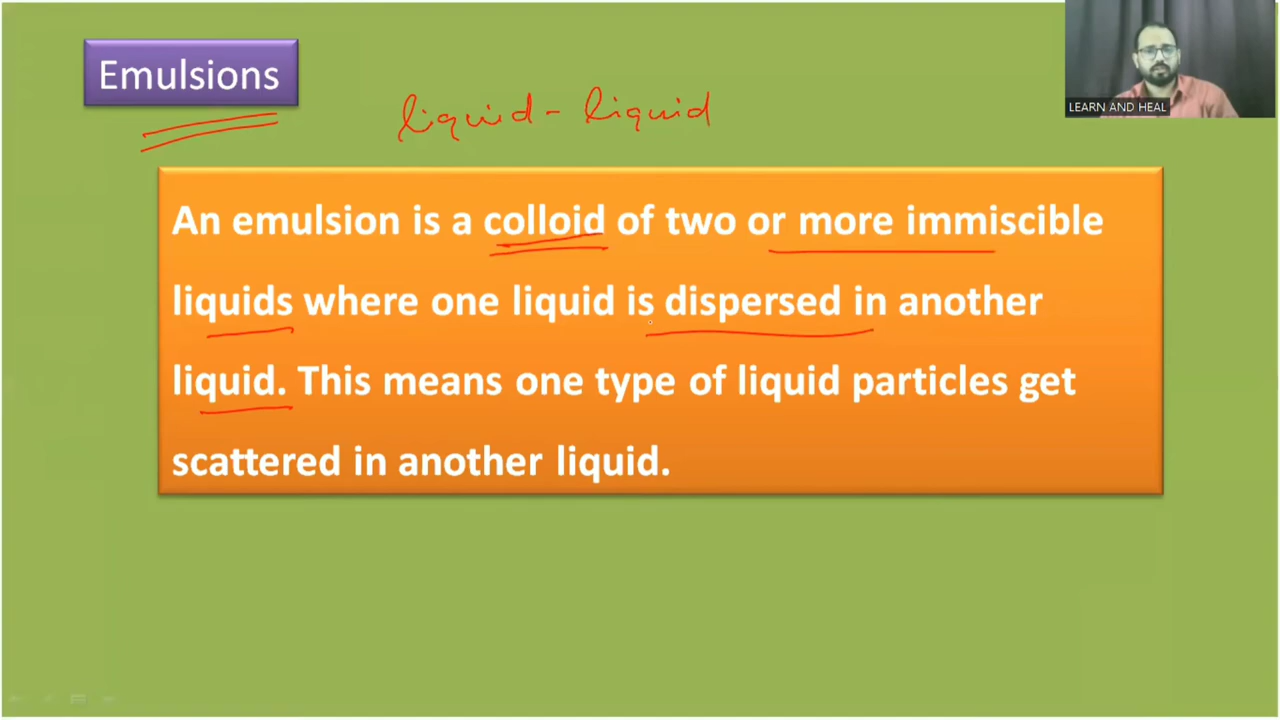 Emulsions
liquid - liquid
LEARN AND HEAL
An emulsion is a colloid of two or more immiscible
liquids where one liquid is dispersed in another
liquid. This means one type of liquid particles get
scattered in another liquid.